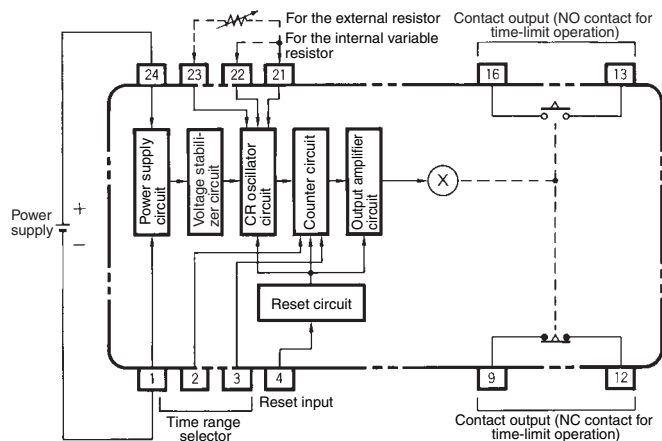 For the external resistor
For the internal variable
resistor
Contact output (NO contact for
time-limit operation)
24
23
22
21
16
13
Power supply
circuit
Voltage stabili-
zer circuit
CR oscillator
circuit
Counter circuit
Output amplifier
circuit
X
+
Power
supply
−
Reset circuit
1
2
3
4
9
12
Reset input
Time range
selector
Contact output (NC contact for
time-limit operation)